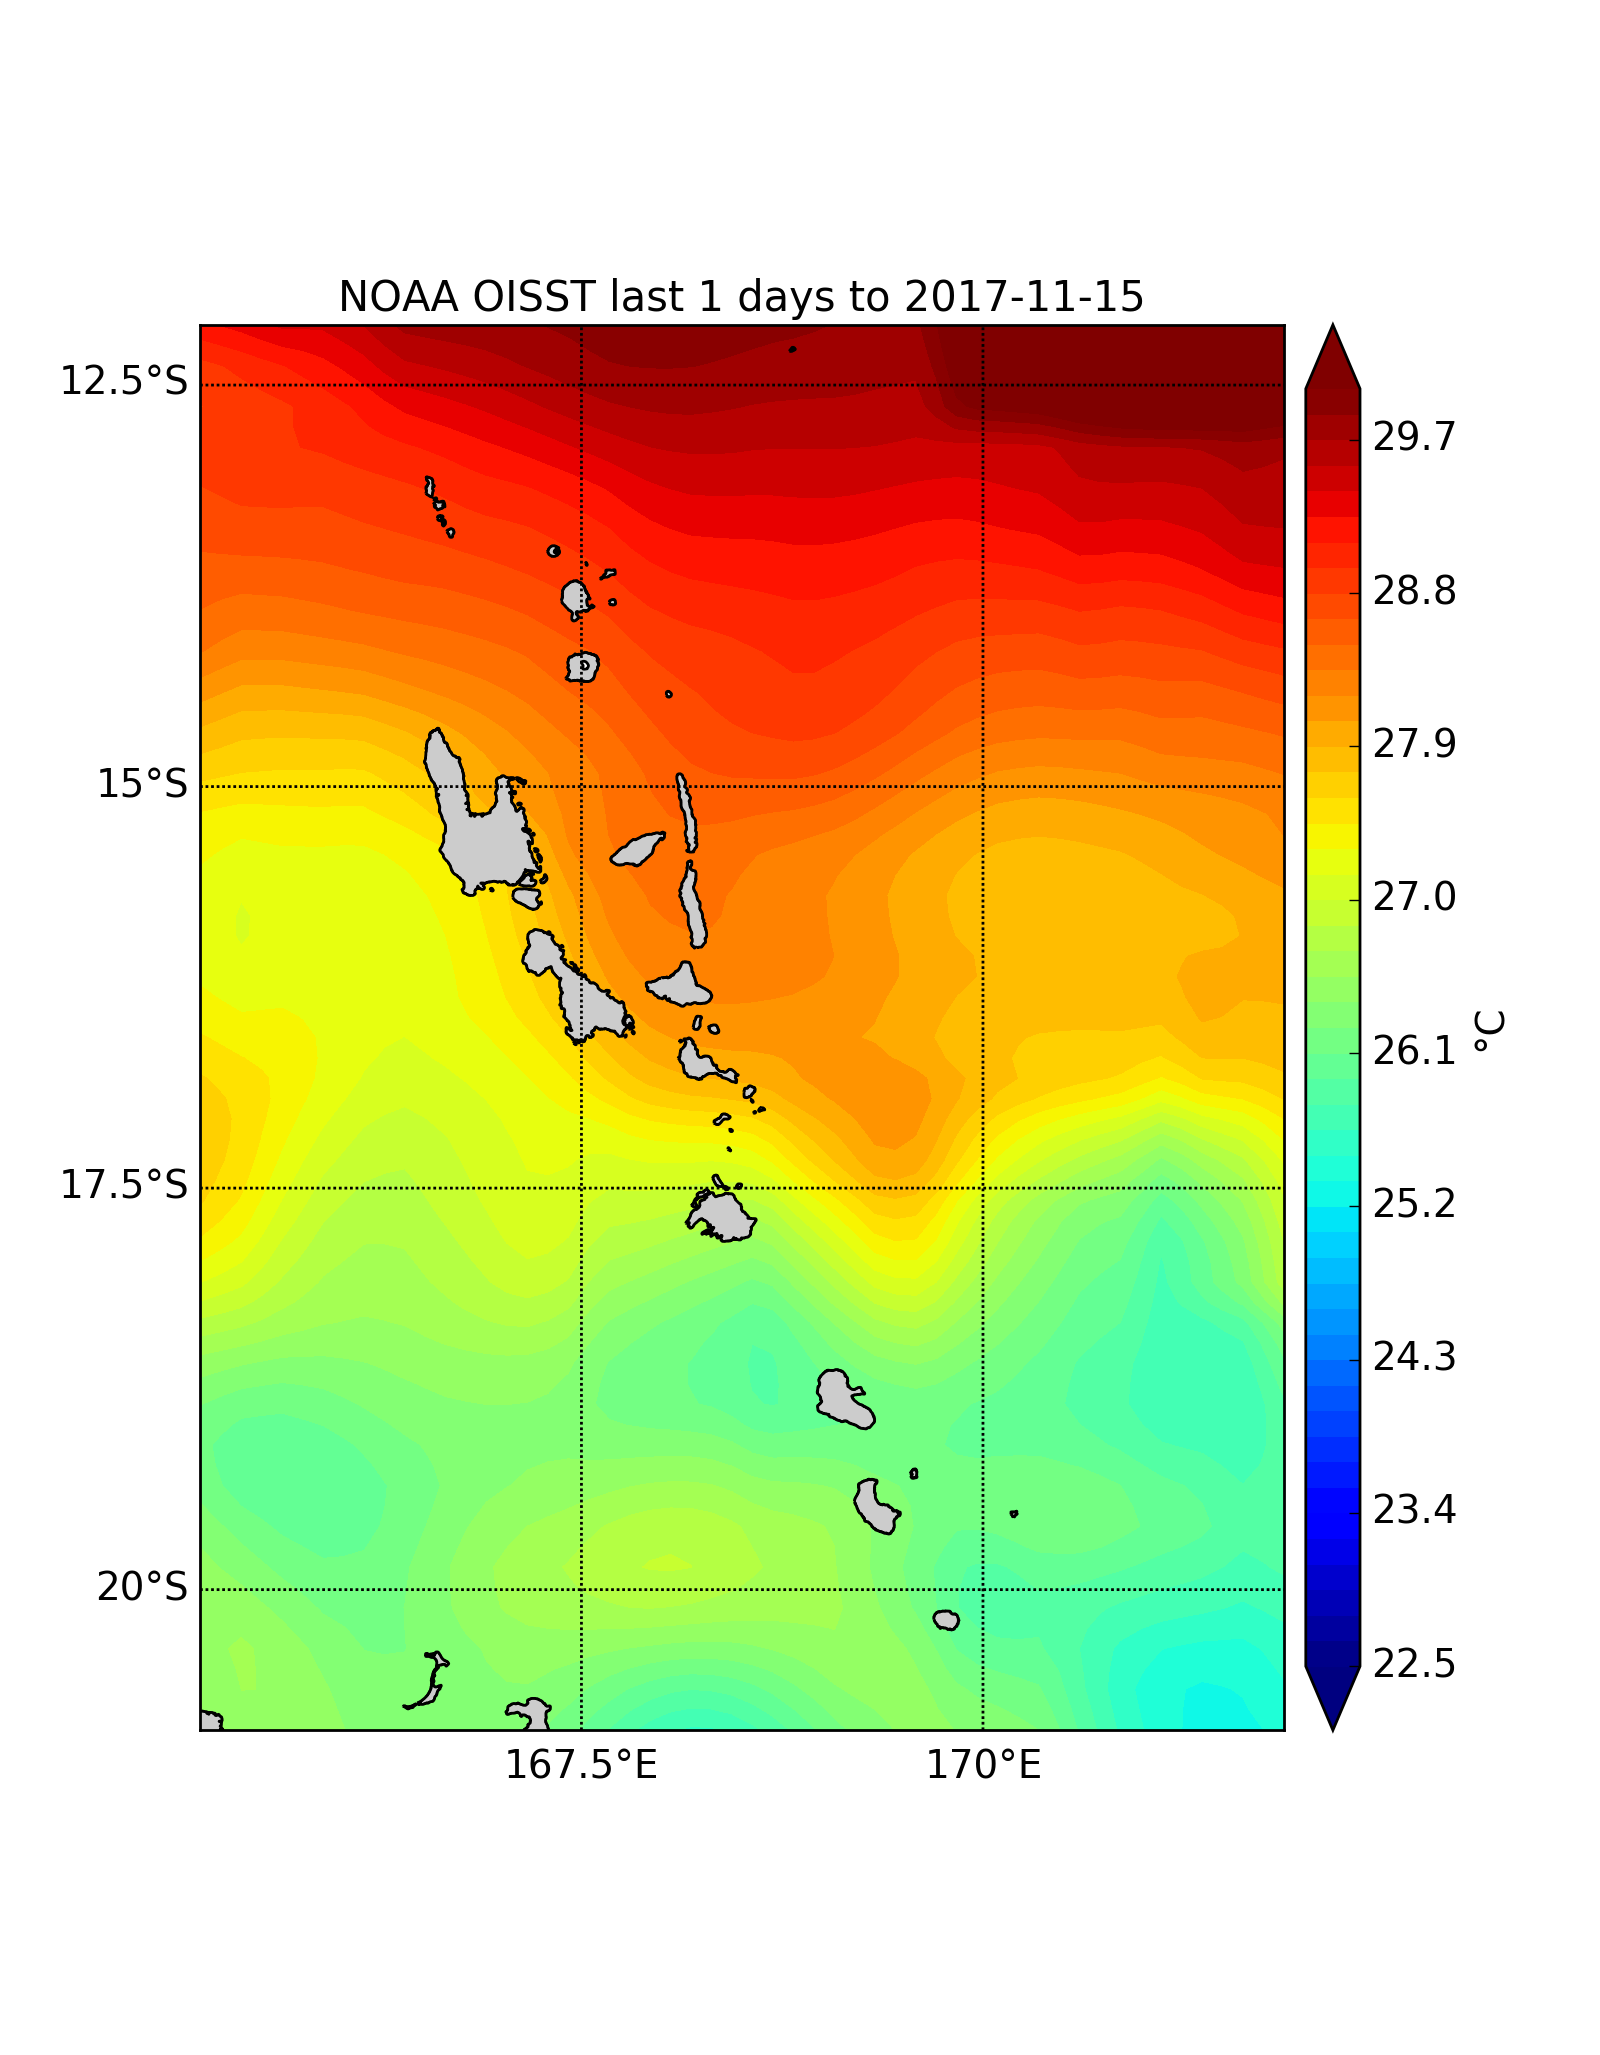 NOAA OISST last 1 days to 2017-11-15
12.5°S
15°S
17.5°S
20°S
167.5°E
170°E
29.7
28.8
27.9
27.0
26.1
25.2
24.3
23.4
22.5
°C